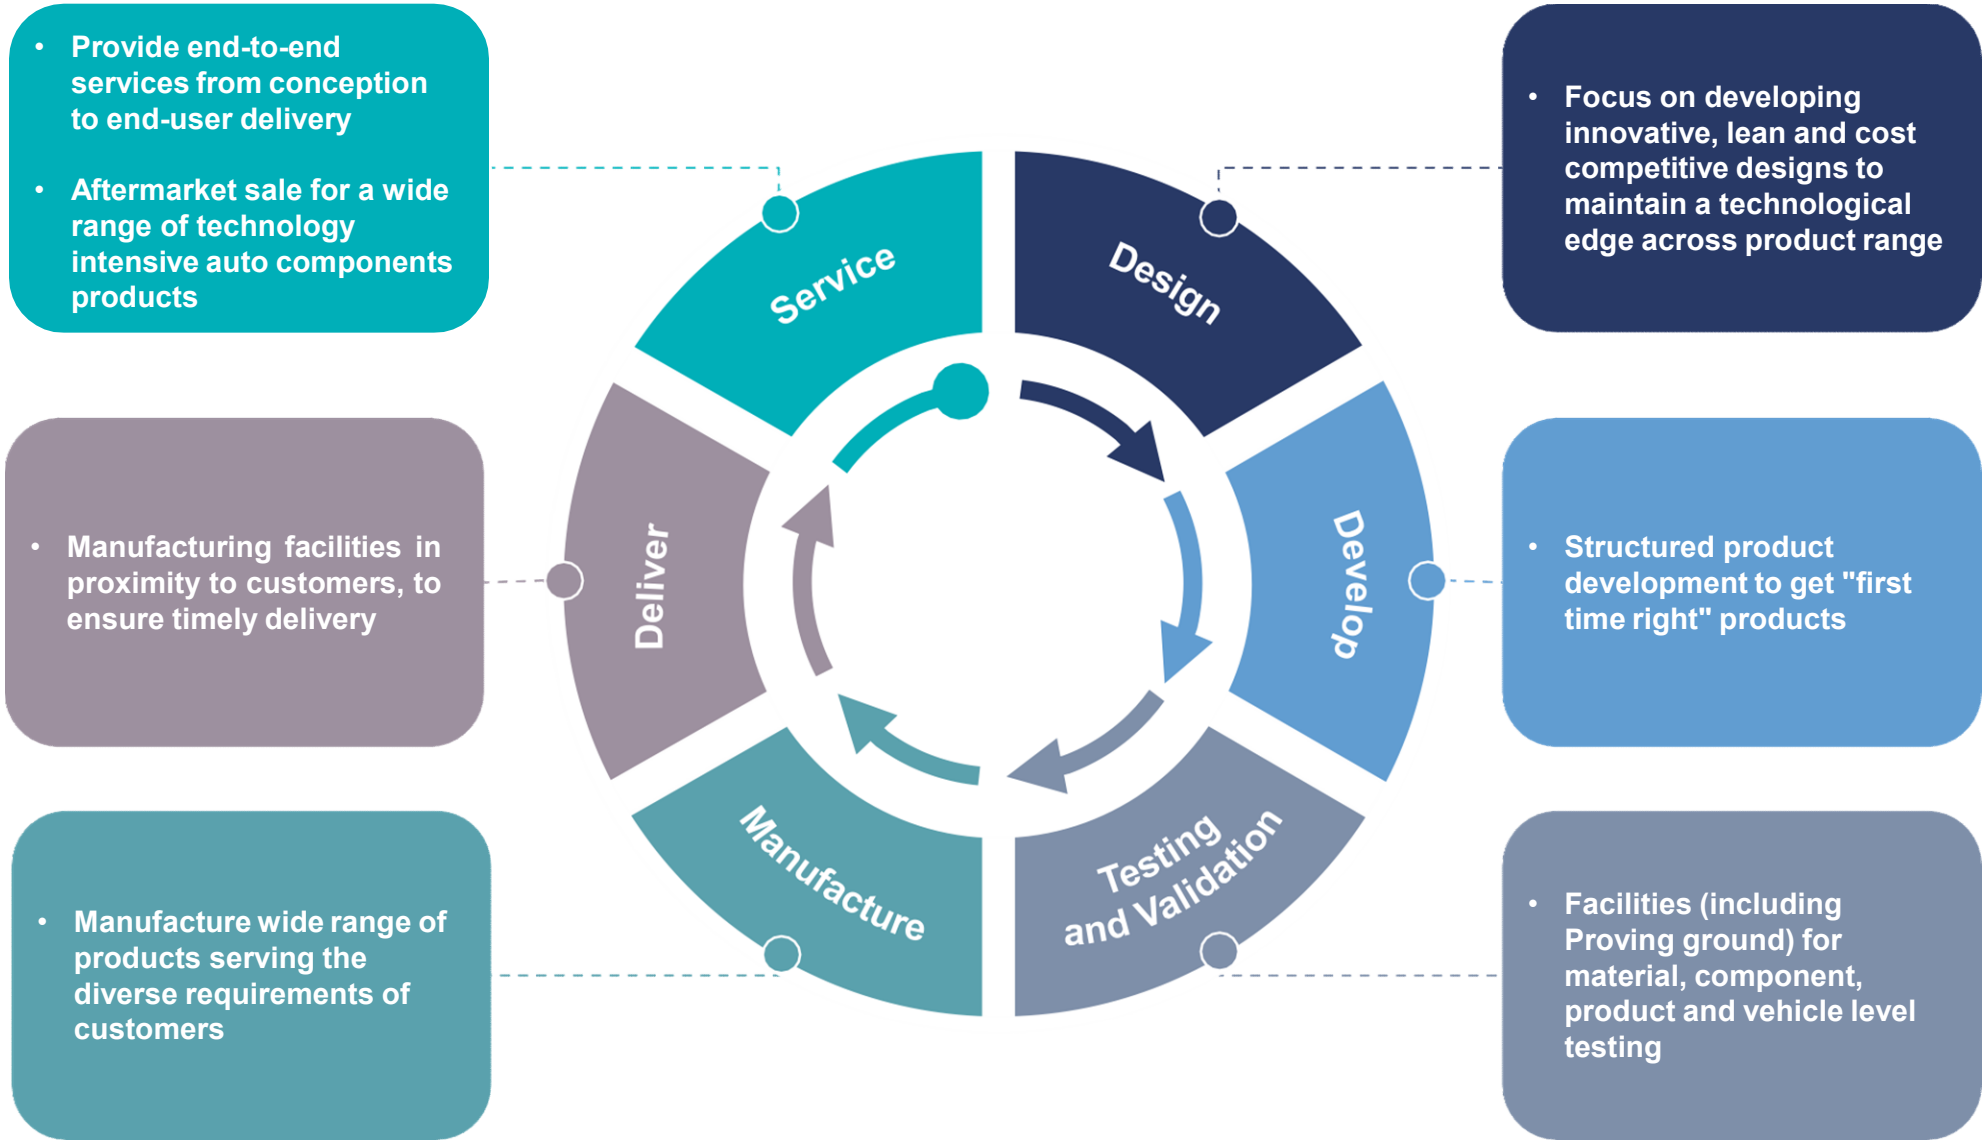 • Provide end-to-end
services from conception
to end-user delivery
• Aftermarket sale for a wide
range of technology
intensive auto components
products
• Focus on developing
innovative, lean and cost
competitive designs to
maintain a technological
edge across product range
Service
Design
• Manufacturing facilities in
proximity to customers, to
ensure timely delivery
Deliver
Develop
• Structured product
development to get "first
time right" products
• Manufacture wide range of
products serving the
diverse requirements of
customers
Manufacture
Testing
and Validation
• Facilities (including
Proving ground) for
material, component,
product and vehicle level
testing